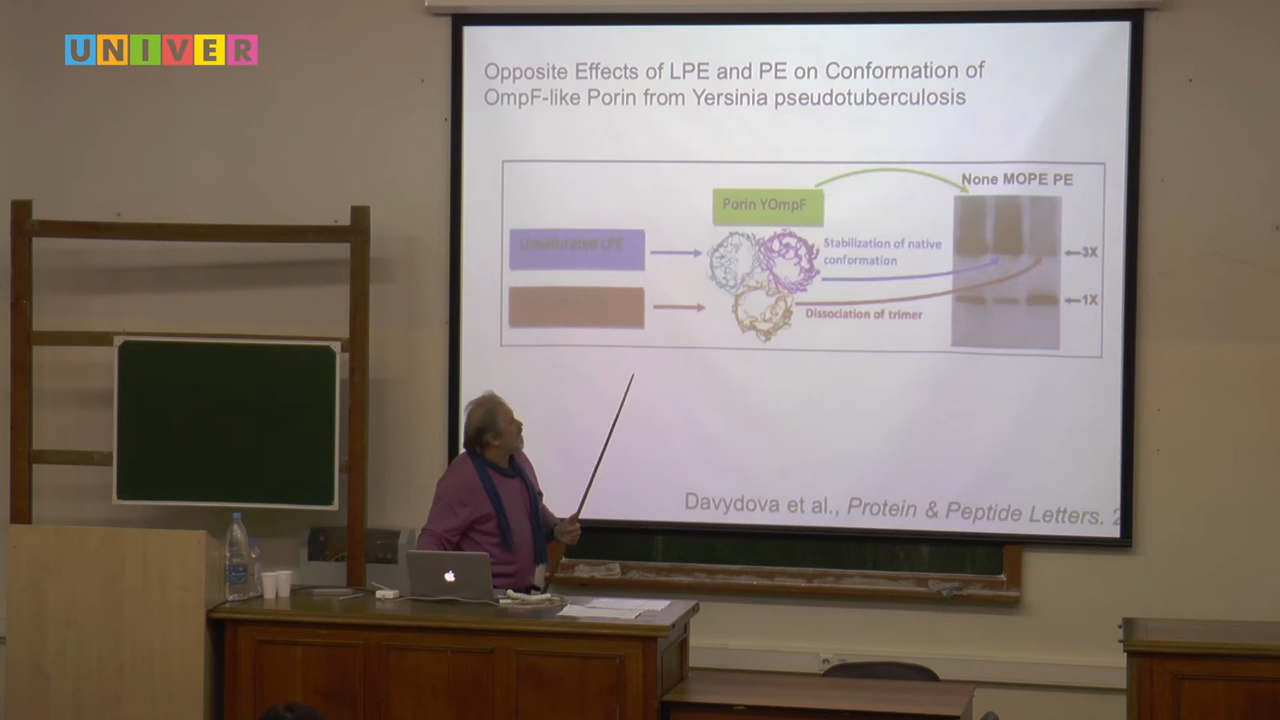 UNIVER
Opposite Effects of LPE and PE on Conformation of
OmpF-like Porin from Yersinia pseudotuberculosis
None MOPE PE
Porin YOmpF
Unsaturated LPE
Stabilization of native
conformation
3X
1X
Dissociation of trimer
Davydova et al., Protein & Peptide Letters. 2